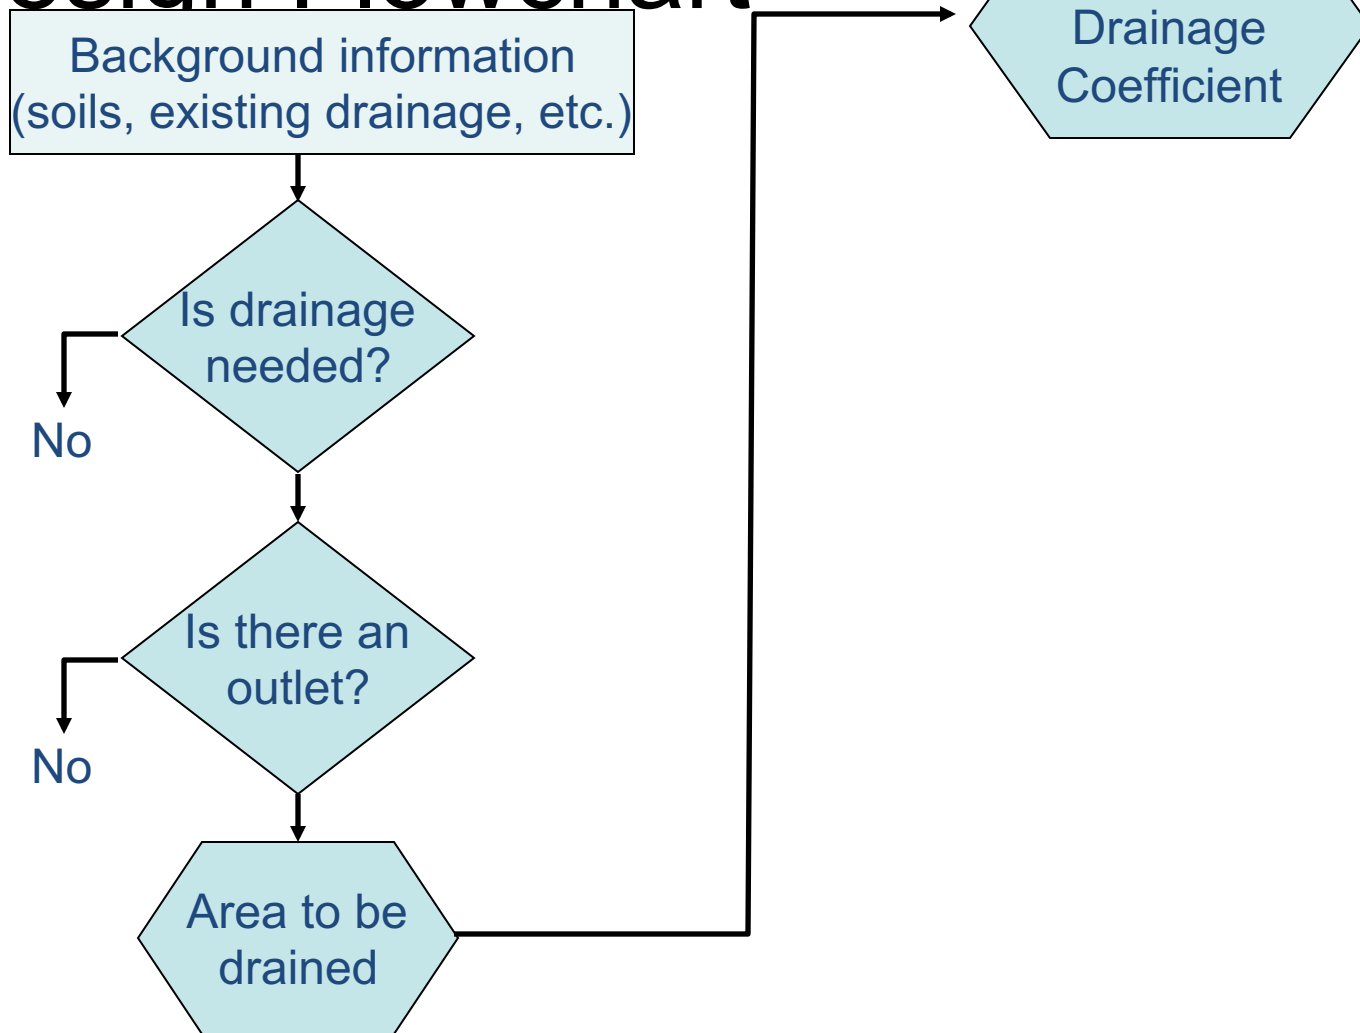 Background information
(soils, existing drainage, etc.)
Is drainage
needed?
No
Is there an
outlet?
No
Area to be
drained
Drainage
Coefficient